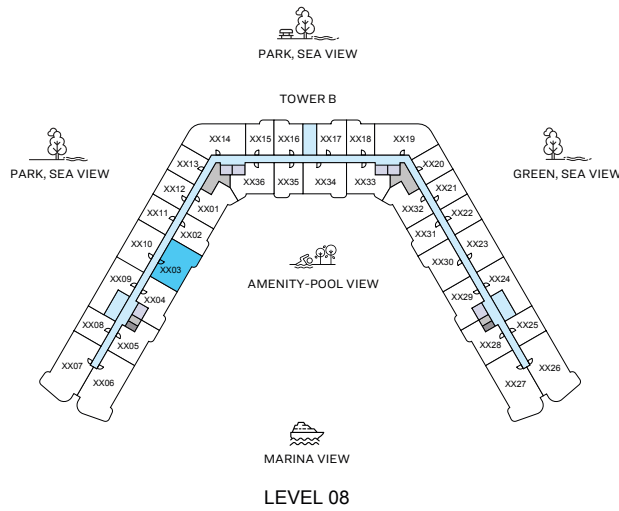 PARK, SEA VIEW
TOWER B
PARK, SEA VIEW
GREEN, SEA VIEW
XX14
XX15
XX16
XX17
XX18
XX19
XX13
XX20
XX36
XX35
XX34
XX33
XX12
XX21
XX11
XX01
XX32
XX22
XX10
XX02
XX31
XX23
XX03
XX30
XX09
XX24
AMENITY-POOL VIEW
XX04
XX29
XX08
XX25
XX05
XX28
XX07
XX26
XX06
XX27
MARINA VIEW
LEVEL 08